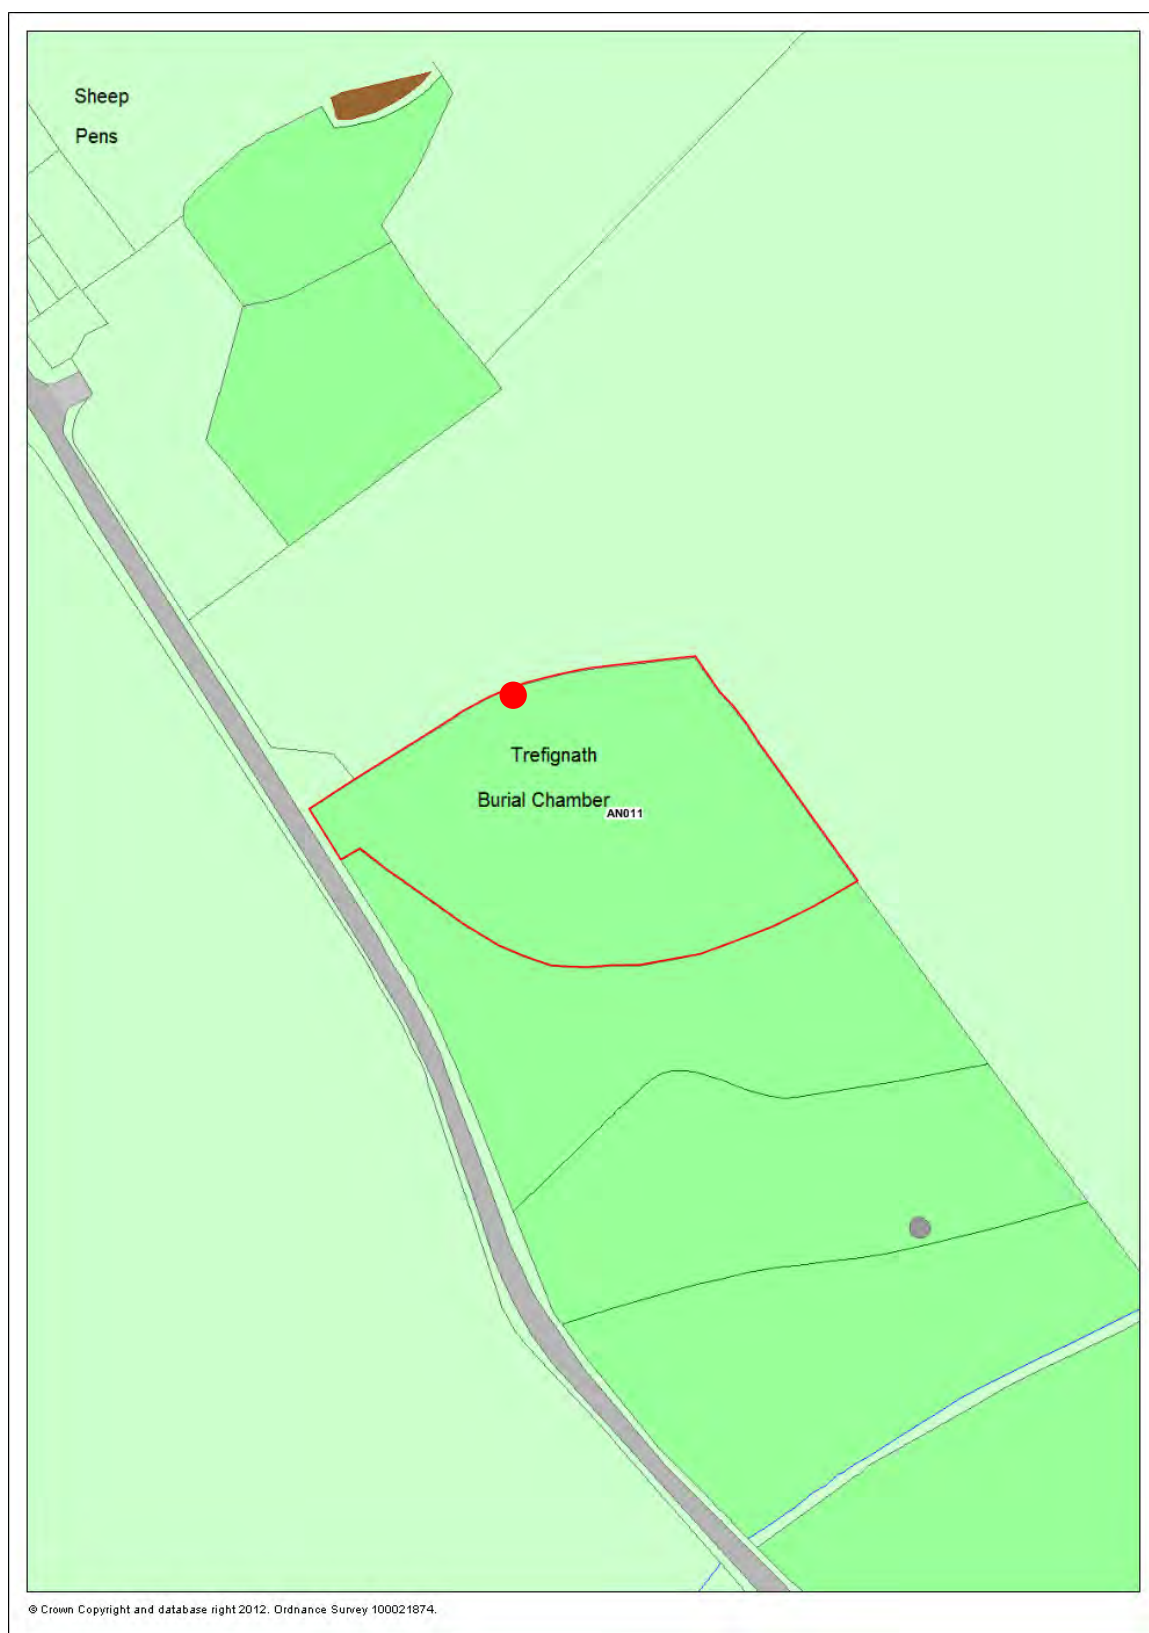 Sheep
Pens
Trefignath
Burial Chamber
AN011
© Crown Copyright and database right 2012. Ordnance Survey 100021874.